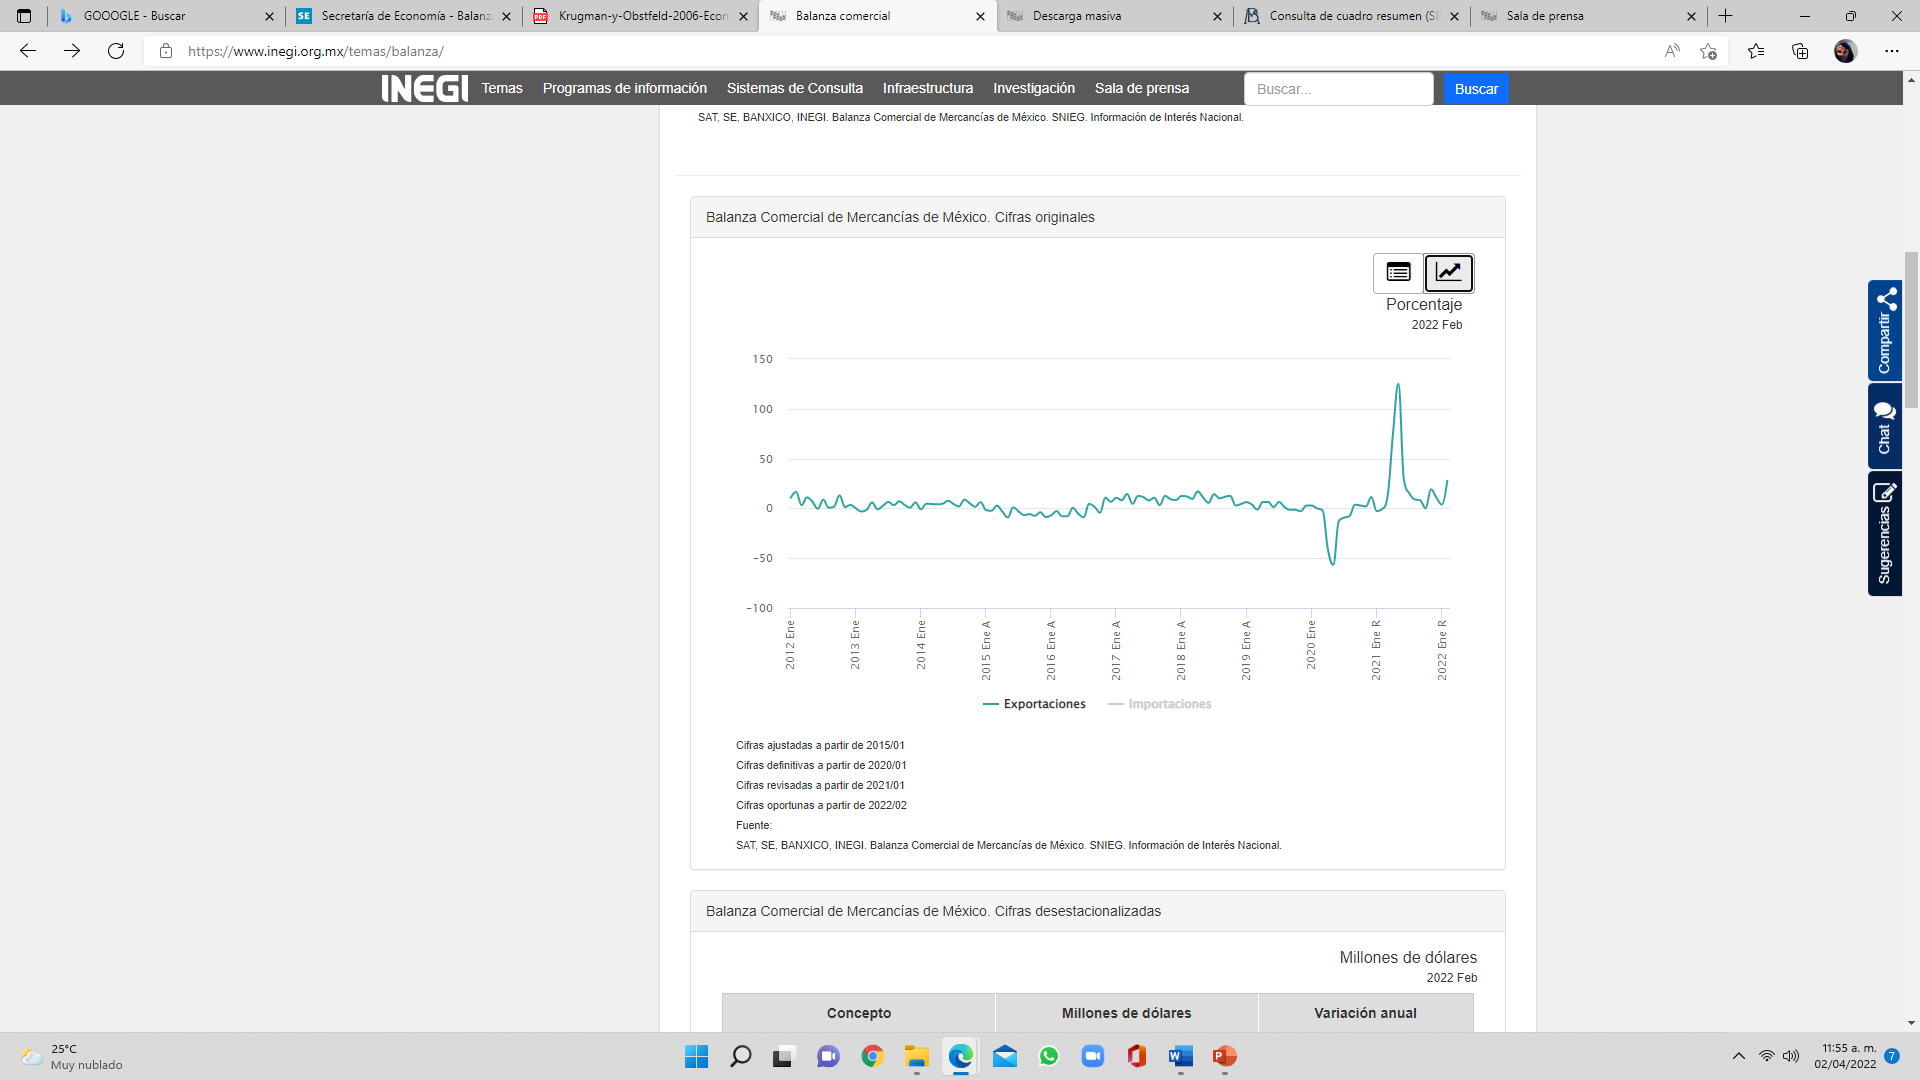 GOOOGLE - Buscar
Secretaría de Economía - Balanz
Krugman-y-Obstfeld-2006-Econ
Balanza comercial
Descarga masiva
Consulta de cuadro resumen (SI
Sala de prensa
https://www.inegi.org.mx/temas/balanza/
INEGI Temas Programas de información Sistemas de Consulta Infraestructura Investigación Sala de prensa Buscar... Buscar
SAT, SE, BANXICO, INEGI. Balanza Comercial de Mercancías de México. SNIEG. Información de Interés Nacional.
Balanza Comercial de Mercancías de México. Cifras originales
Porcentaje
2022 Feb
150
100
50
0
-50
-100
2012 Ene
2013 Ene
2014 Ene
2015 Ene A
2016 Ene A
2017 Ene A
2018 Ene A
2019 Ene A
2020 Ene
2021 Ene R
2022 Ene R
Exportaciones Importaciones
Cifras ajustadas a partir de 2015/01
Cifras definitivas a partir de 2020/01
Cifras revisadas a partir de 2021/01
Cifras oportunas a partir de 2022/02
Fuente:
SAT, SE, BANXICO, INEGI. Balanza Comercial de Mercancías de México. SNIEG. Información de Interés Nacional.
Balanza Comercial de Mercancías de México. Cifras desestacionalizadas
Millones de dólares
2022 Feb
Concepto Millones de dólares Variación anual
Compartir
Chat
Sugerencias
25°C
Muy nublado
11:55 a. m.
02/04/2022
7